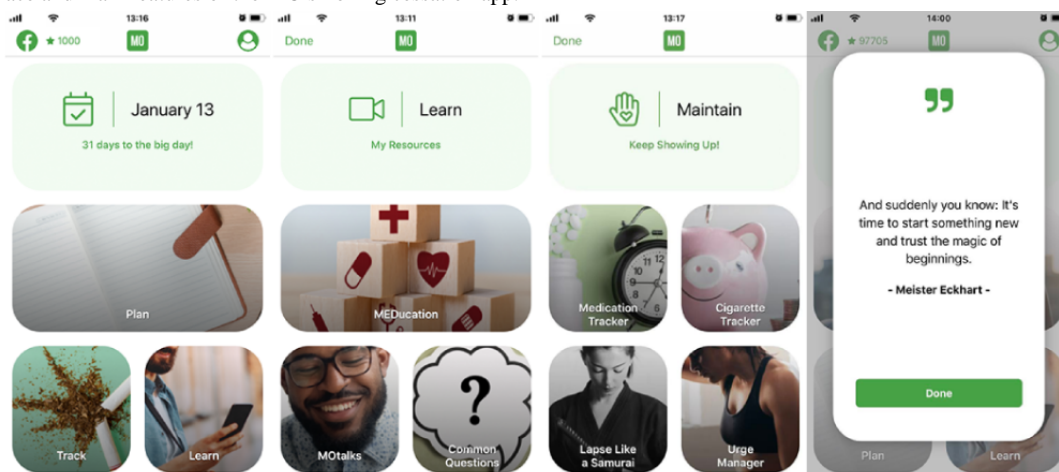 13:16
1000
MO
January 13
31 days to the big day!
Plan
Track
Learn
13:11
Done
MO
Learn
My Resources
MEDucation
MOtalks
Common
Questions
13:17
Done
MO
Maintain
Keep Showing Up!
Medication
Tracker
Cigarette
Tracker
Lapse Like
a Samurai
Urge
Manager
14:00
97705
MO
And suddenly you know: It's
time to start something new
and trust the magic of
beginnings.
- Meister Eckhart -
Done
Plan
Learn